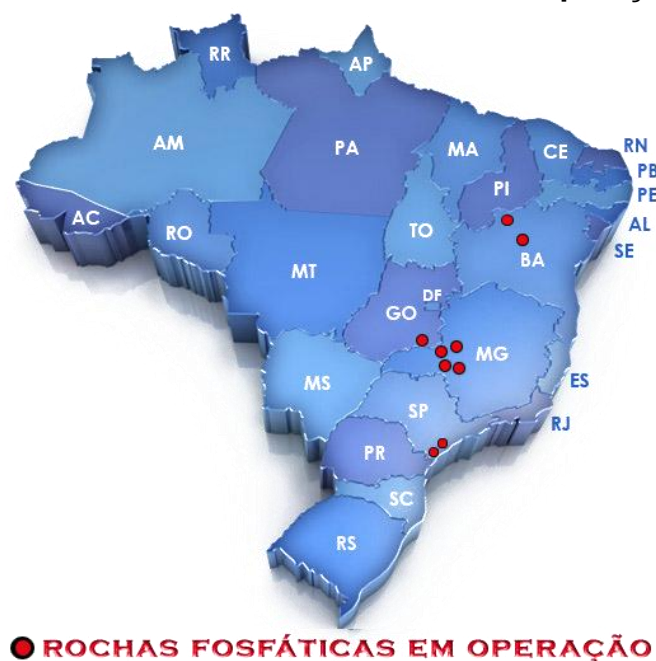 RR
AP
AM
PA
MA
CE
RN
PB
PI
PE
AC
RO
TO
AL
SE
MT
BA
DF
GO
MG
MS
ES
SP
RJ
PR
SC
RS
ROCHAS FOSFÁTICAS EM OPERAÇÃO